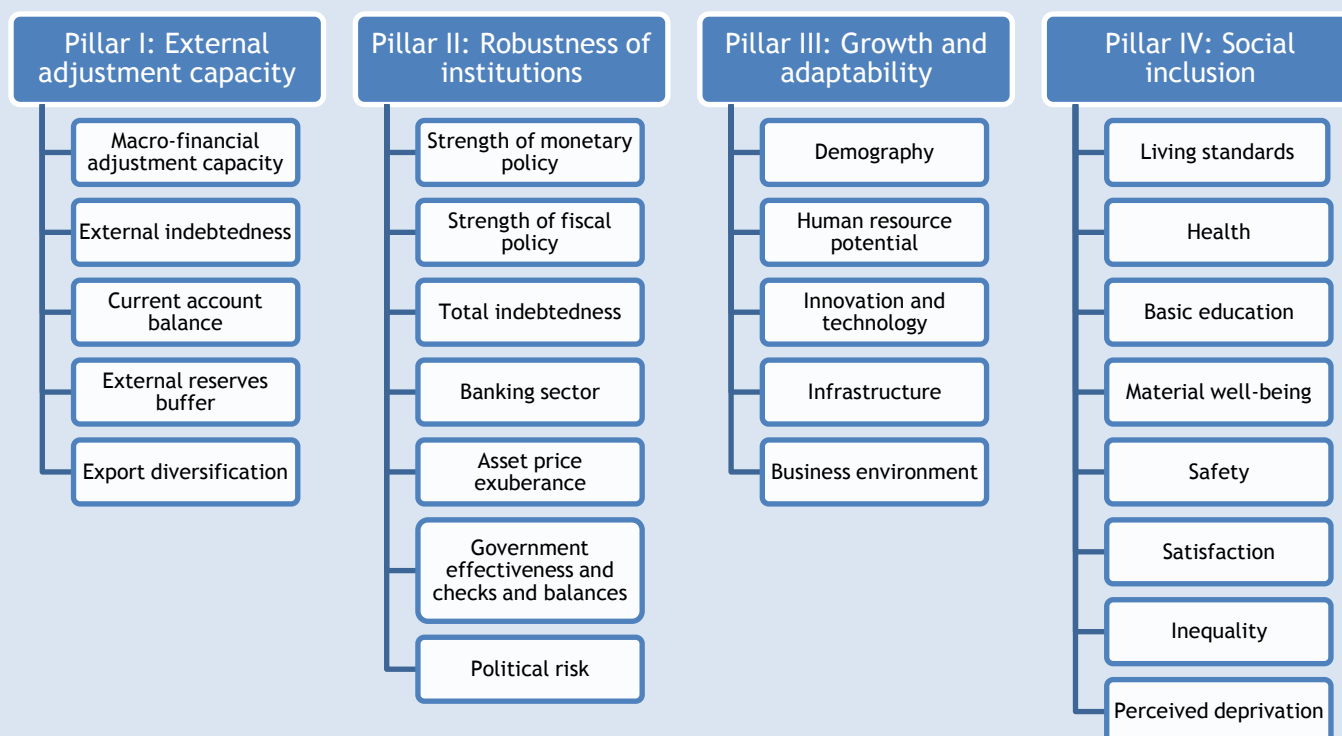 Pillar I: External
adjustment capacity
Macro-financial
adjustment capacity
External indebtedness
Current account
balance
External reserves
buffer
Export diversification
Pillar II: Robustness of
institutions
Strength of monetary
policy
Strength of fiscal
policy
Total indebtedness
Banking sector
Asset price
exuberance
Government
effectiveness and
checks and balances
Political risk
Pillar III: Growth and
adaptability
Demography
Human resource
potential
Innovation and
technology
Infrastructure
Business environment
Pillar IV: Social
inclusion
Living standards
Health
Basic education
Material well-being
Safety
Satisfaction
Inequality
Perceived deprivation